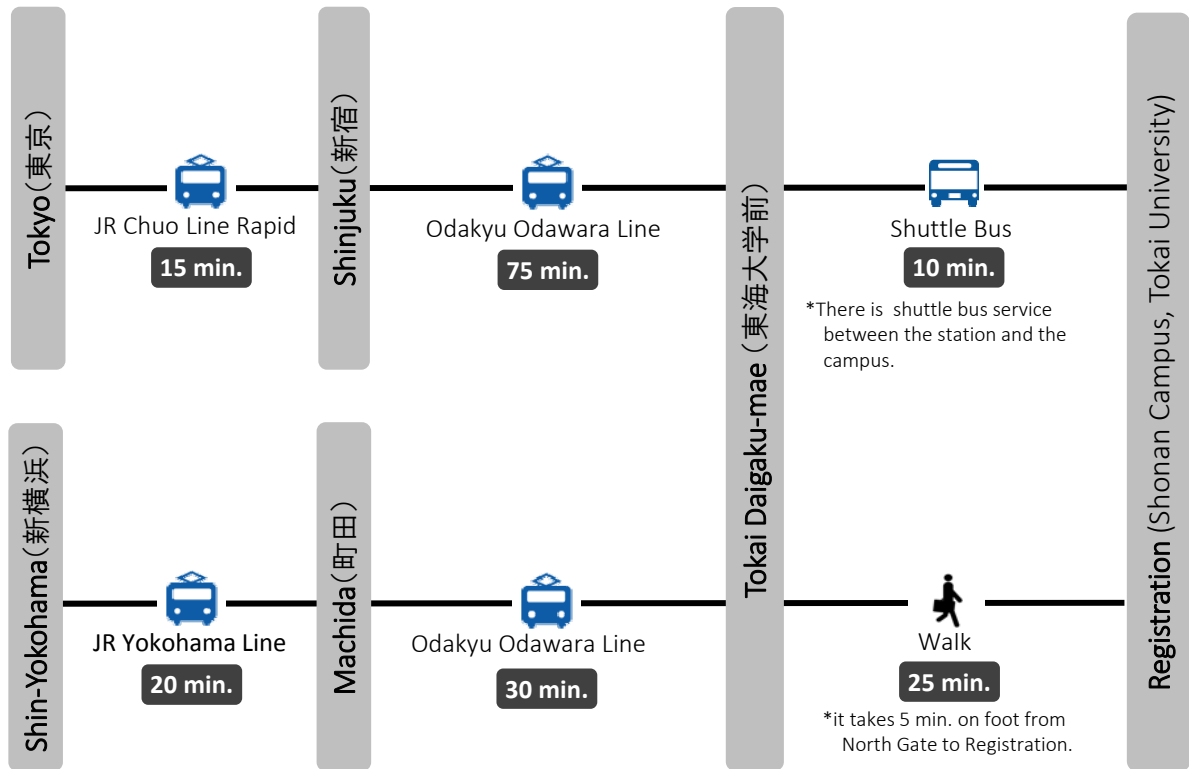 Tokyo(東京)
JR Chuo Line Rapid
15 min.
Shinjuku(新宿)
Odakyu Odawara Line
75 min.
Tokai Daigaku-mae (東海大学前)
Shuttle Bus
10 min.
*There is shuttle bus service
between the station and the
campus.
Registration (Shonan Campus, Tokai University)
Shin-Yokohama(新横浜)
JR Yokohama Line
20 min.
Machida(町田)
Odakyu Odawara Line
30 min.
Walk
25 min.
*it takes 5 min. on foot from
North Gate to Registration.